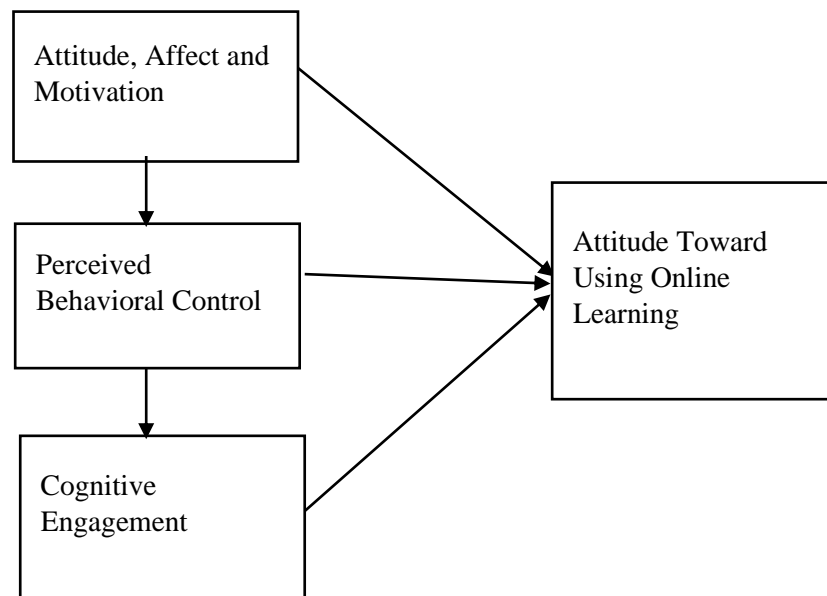 Attitude, Affect and
Motivation
Perceived
Behavioral Control
Attitude Toward
Using Online
Learning
Cognitive
Engagement